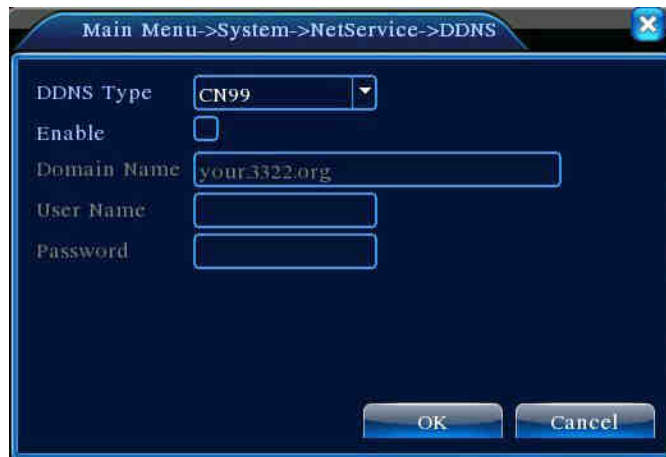 Main Menu->System->NetService->DDNS
DDNS Type CN99
Enable
Domain Name your.3322.org
User Name
Password
OK Cancel